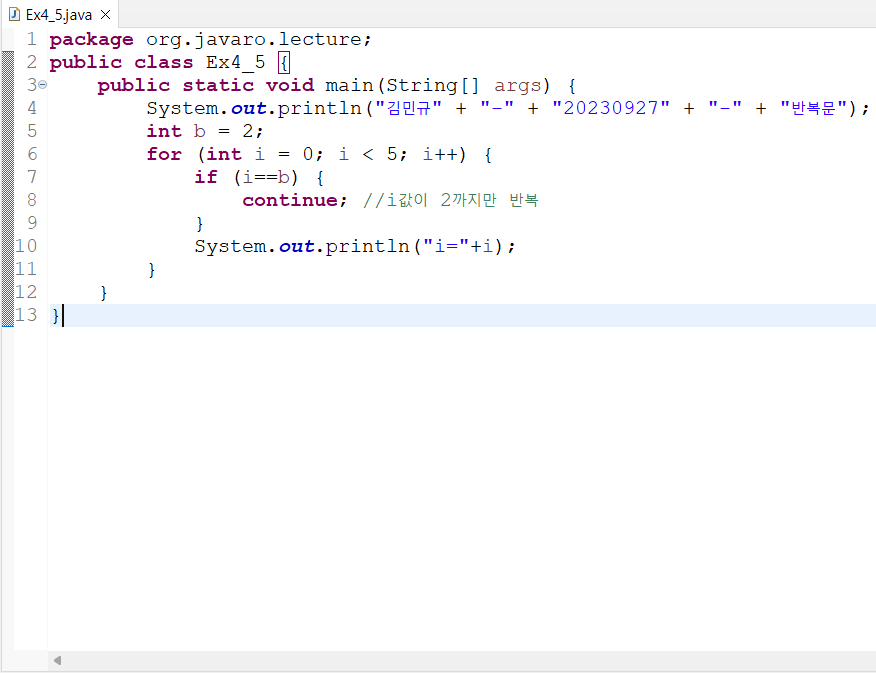 Ex4_5.java
1 package org.javaro.lecture;
2 public class Ex4_5 {
3 public static void main(String[] args) {
4 System.out.println("김민규" + "-" + "20230927" + "-" + "반복문");
5 int b = 2;
6 for (int i = 0; i < 5; i++) {
7 if (i==b) {
8 continue; //i값이 2까지만 반복
9 }
10 System.out.println("i="+i);
11 }
12 }
13 }